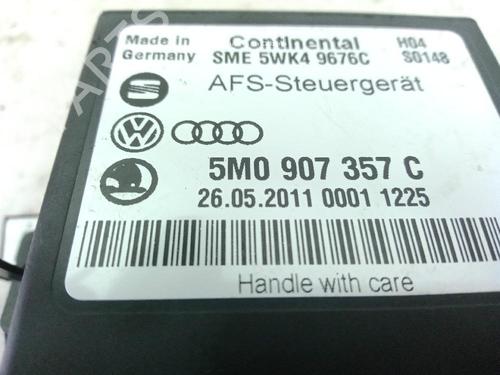 Made in Continental H04
Germany SME 5WK4 9676C S0148
AFS-Steuergerät
5M0 907 357 C
26.05.2011 0001 1225
Handle with care